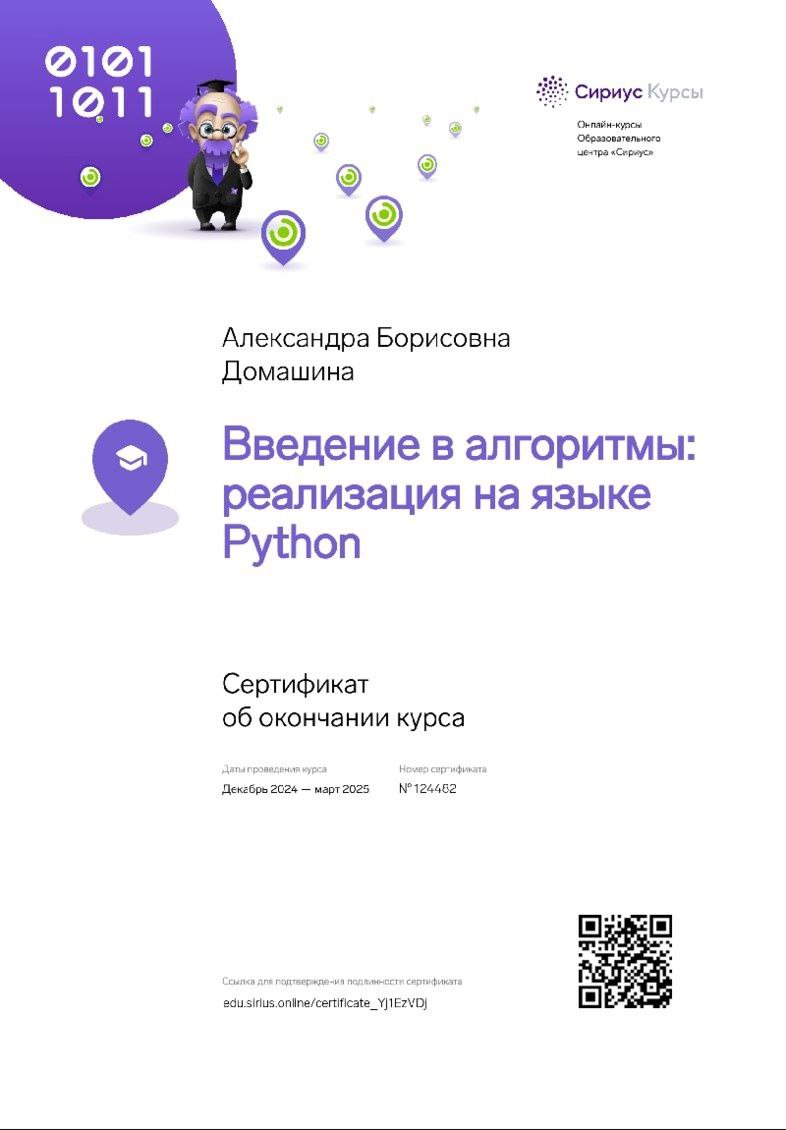 0101
1011
Сириус Курсы
Онлайн-курсы
Образовательного
центра «Сириус»
Александра Борисовна
Домашина
Введение в алгоритмы:
реализация на языке
Python
Сертификат
об окончании курса
Даты проведения курса
Номер сертификата
Декабрь 2024 — март 2025
№ 124462
Ссылка для подтверждения подлинности сертификата
edu.sirius.online/certificate_Yj1EzVDj